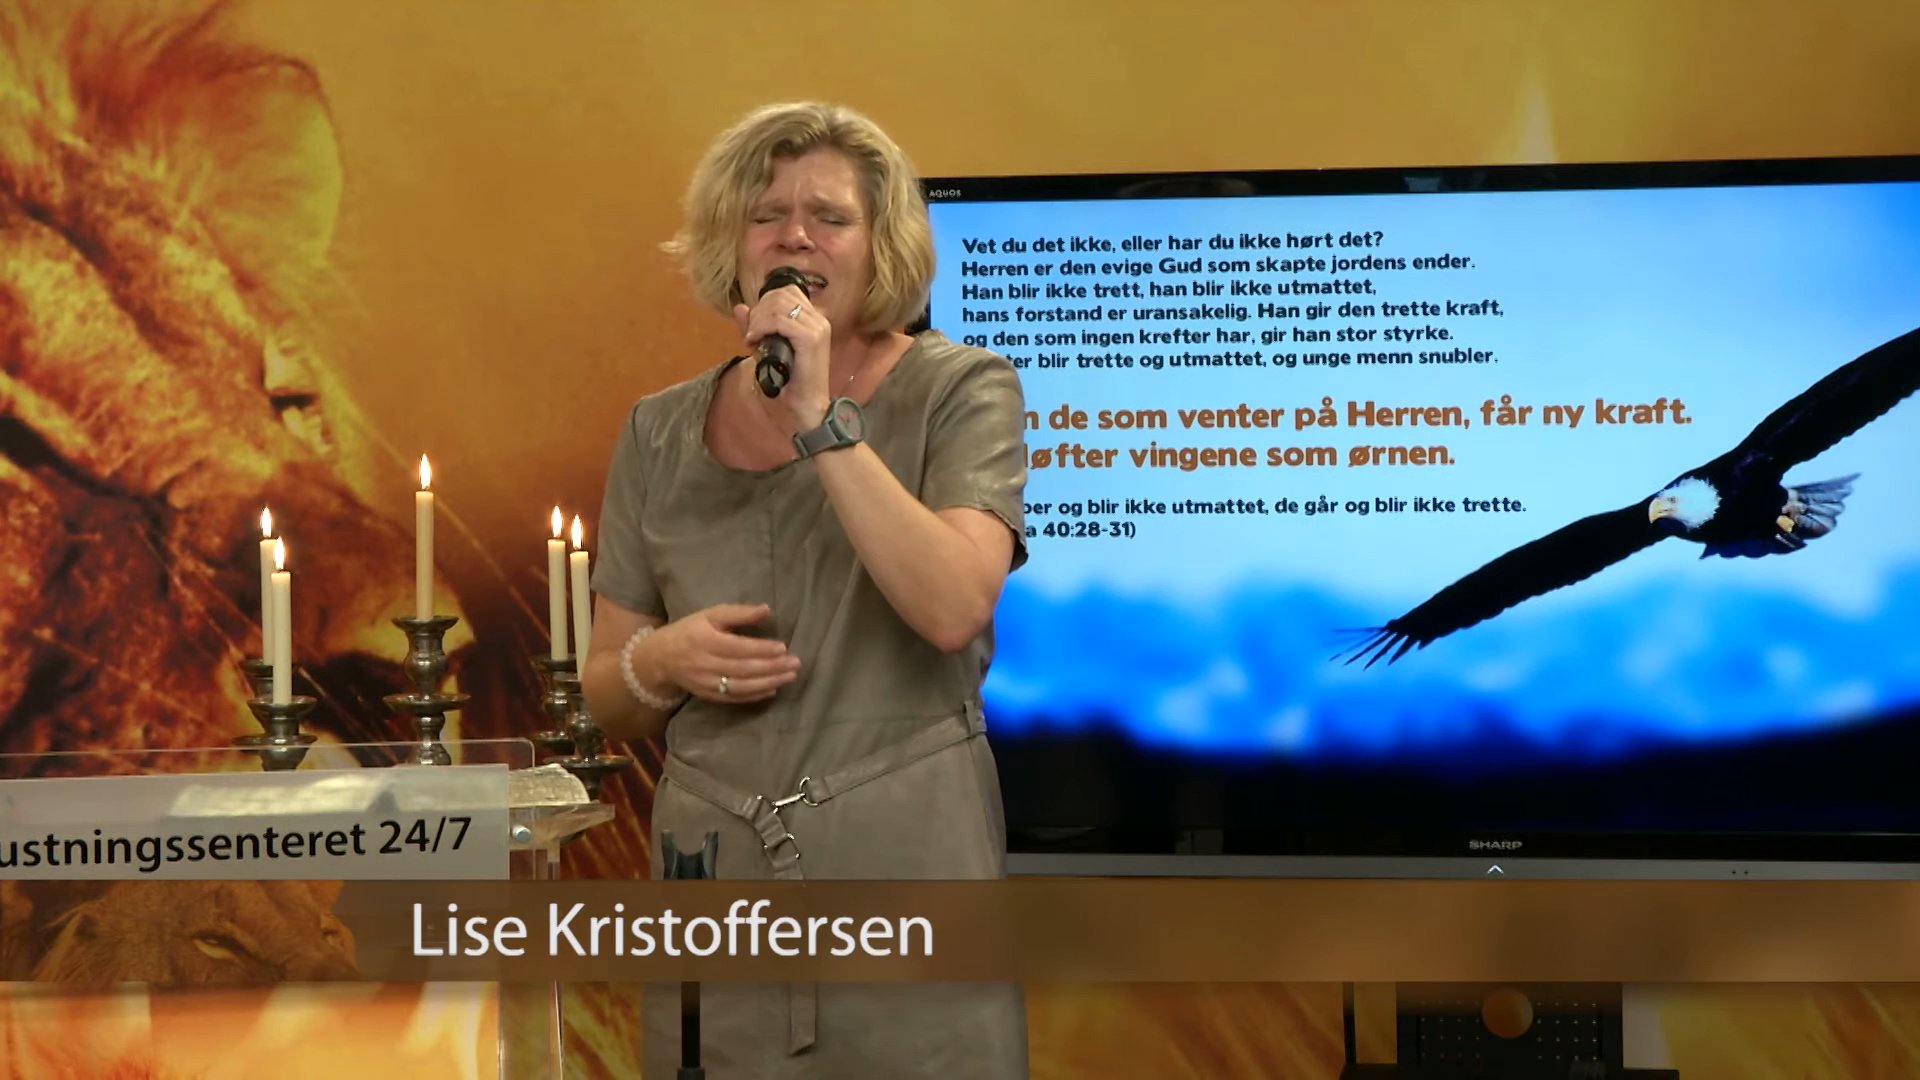 AQUOS
Vet du det ikke, eller har du ikke hørt det?
Herren er den evige Gud som skapte jordens ender.
Han blir ikke trett, han blir ikke utmattet,
hans forstand er uransakelig. Han gir den trette kraft,
og den som ingen krefter har, gir han stor styrke.
blir trette og utmattet, og unge menn snubler.
de som venter på Herren, får ny kraft.
løfter vingene som ørnen.
og blir ikke utmattet, de går og blir ikke trette.
40:28-31)
SHARP
ustningssenteret 24/7
Lise Kristoffersen